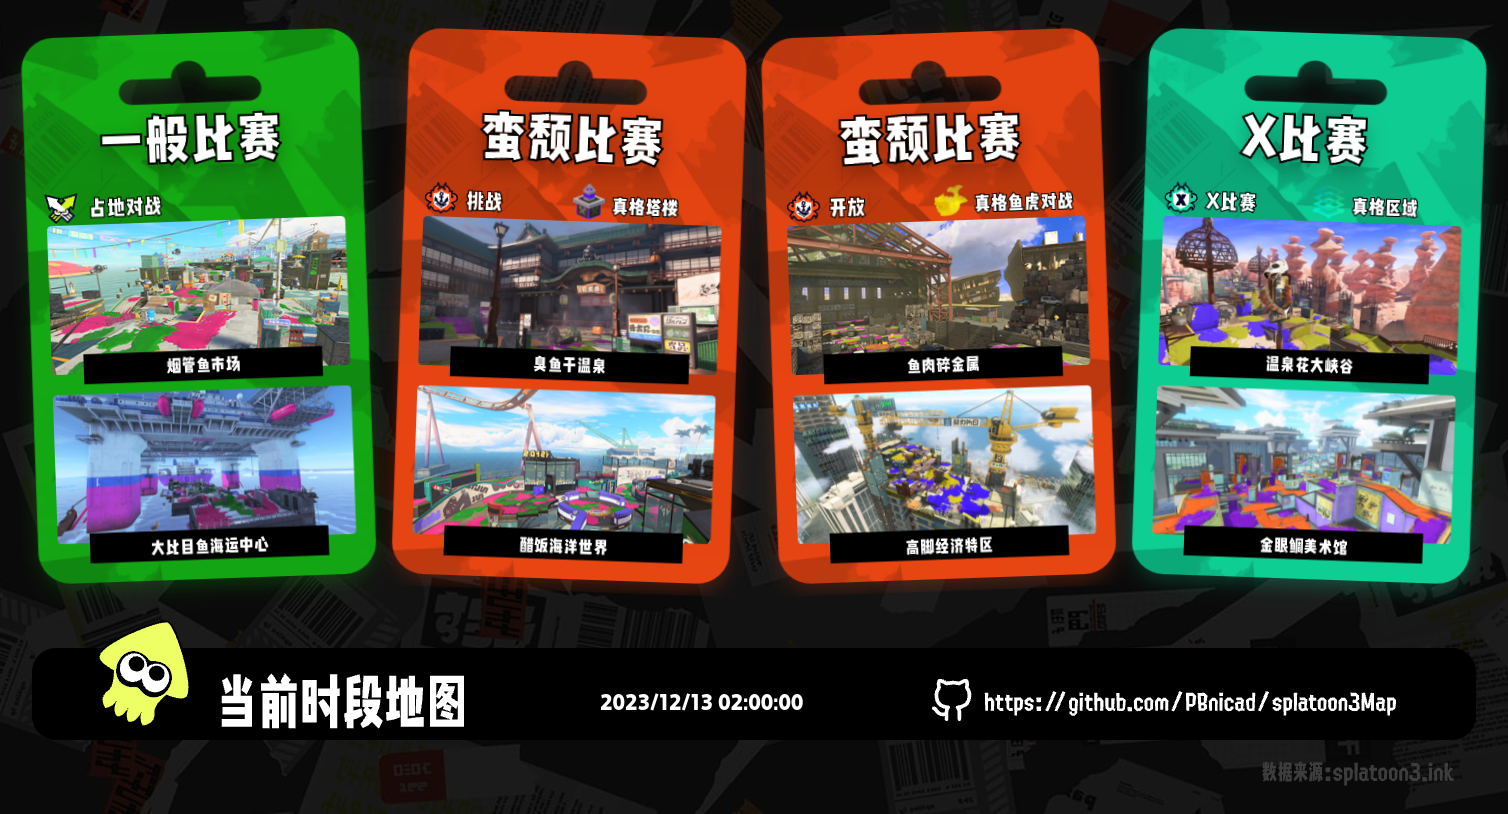 一般比赛
占地对战
烟管鱼市场
大比目鱼海运中心
蛮颓比赛
挑战
真格塔楼
臭鱼干温泉
醋饭海洋世界
蛮颓比赛
开放
真格鱼虎对战
鱼肉碎金属
高脚经济特区
X比赛
X比赛
真格区域
温泉花大峡谷
金眼鲷美术馆
当前时段地图
2023/12/13 02:00:00
https://github.com/PBnicad/splatoon3Map
数据来源:splatoon3.ink